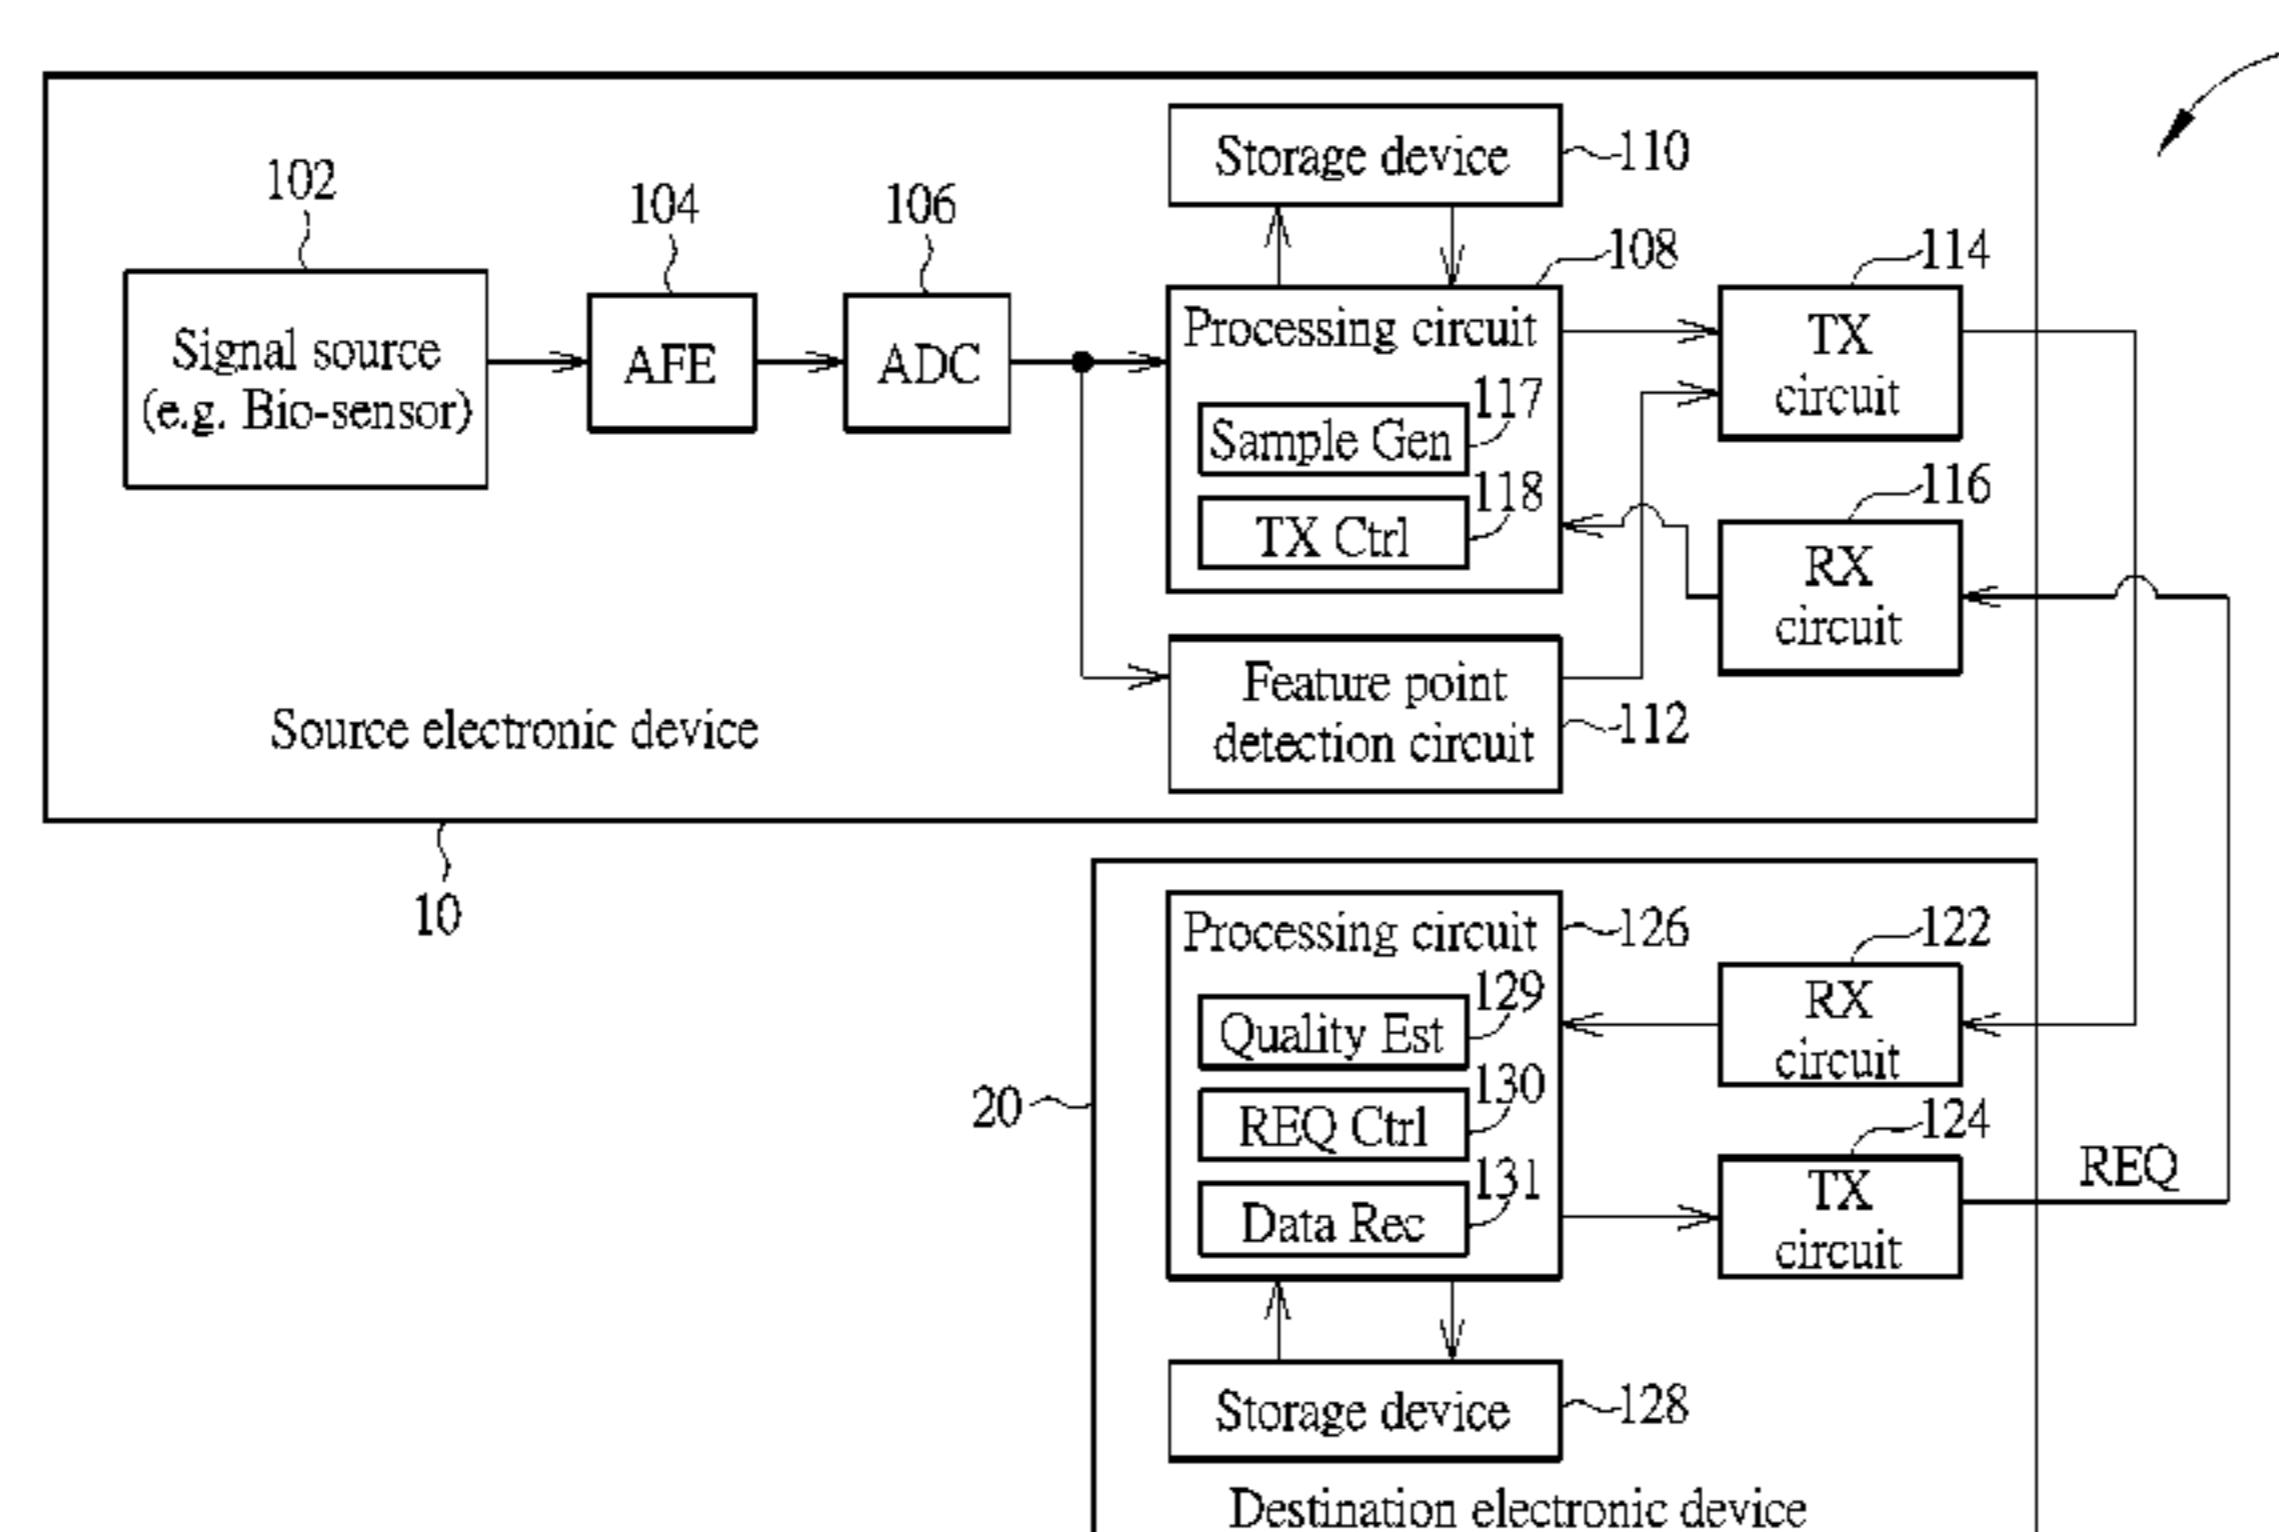 Storage device
110
102
104
106
108
114
Signal source
(e.g. Bio-sensor)
AFE
ADC
Processing circuit
117
Sample Gen
118
TX Ctrl
TX
circuit
116
RX
circuit
Feature point
detection circuit
112
Source electronic device
10
Processing circuit
126
122
129
Quality Est
RX
circuit
20
130
REQ Ctrl
124
131
Data Rec
TX
circuit
REQ
Storage device
128
Destination electronic device